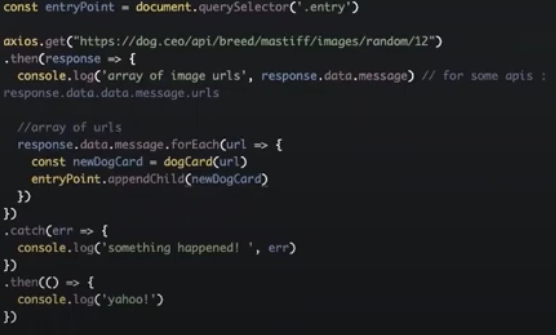 const entryPoint = document.querySelector('.entry')
axios.get("https://dog.ceo/api/breed/mastiff/images/random/12")
.then(response => {
console.log('array of image urls', response.data.message) // for some apis :
response.data.data.message.urls
//array of urls
response.data.message.forEach(url => {
const newDogCard = dogCard(url)
entryPoint.appendChild(newDogCard)
})
})
.catch(err => {
console.log('something happened! ', err)
})
.then(() => {
console.log('yahoo!')
})